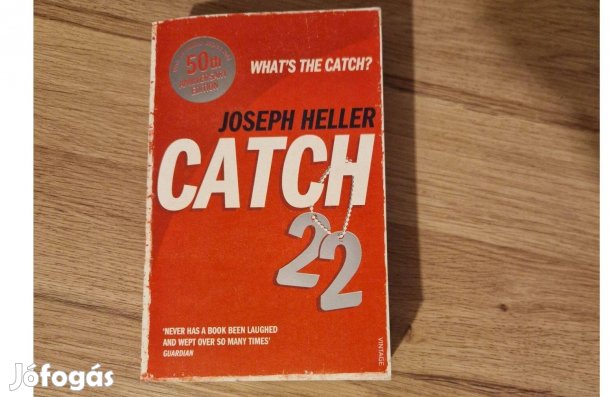 50th
ANNIVERSARY
EDITION
WHAT'S THE CATCH?
JOSEPH HELLER
CATCH
22
'NEVER HAS A BOOK BEEN LAUGHED
AND WEPT OVER SO MANY TIMES'
GUARDIAN
VINTAGE
Jófogás